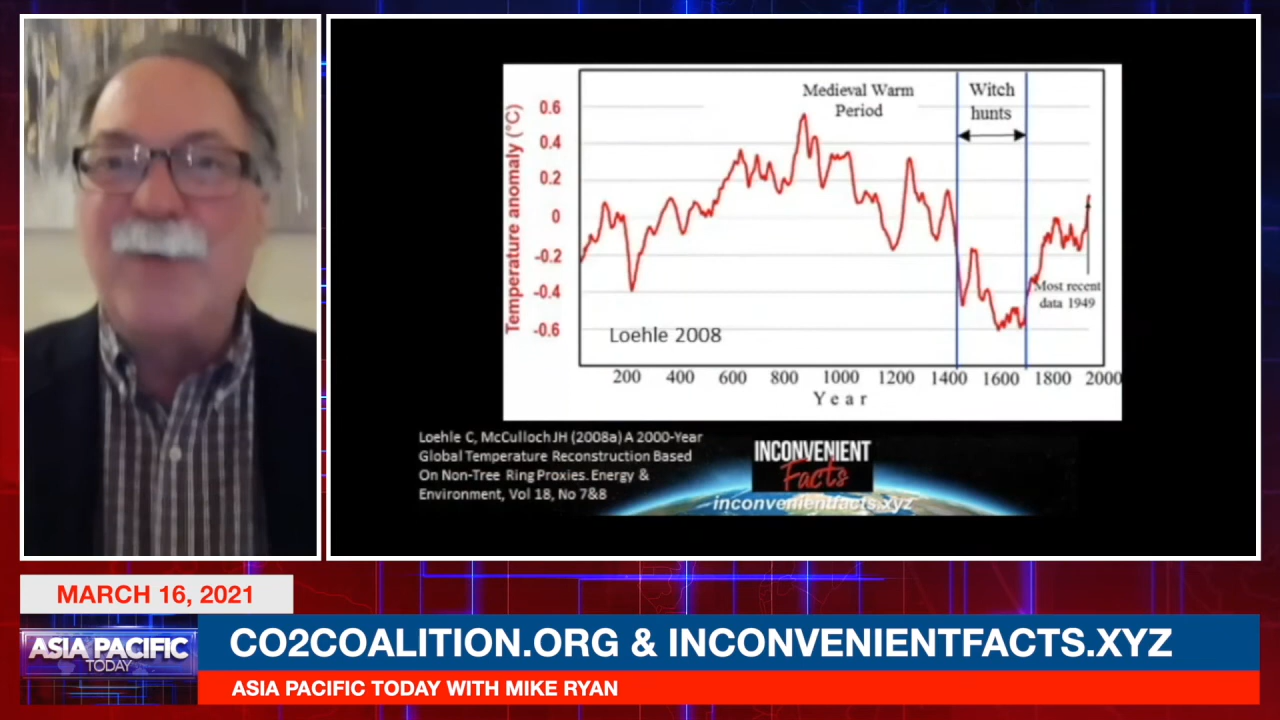 Medieval Warm
Period
Witch
hunts
Temperature anomaly (°C)
0.6
0.4
0.2
0
-0.2
-0.4
-0.6
Most recent
data 1949
Loehle 2008
200 400 600 800 1000 1200 1400 1600 1800 2000
Year
Loehle C, McCulloch JH (2008a) A 2000-Year
Global Temperature Reconstruction Based
On Non-Tree Ring Proxies. Energy &
Environment, Vol 18, No 7&8
INCONVENIENT
Facts
inconvenientfacts.xyz
MARCH 16, 2021
ASIA PACIFIC
TODAY
CO2COALITION.ORG & INCONVENIENTFACTS.XYZ
ASIA PACIFIC TODAY WITH MIKE RYAN